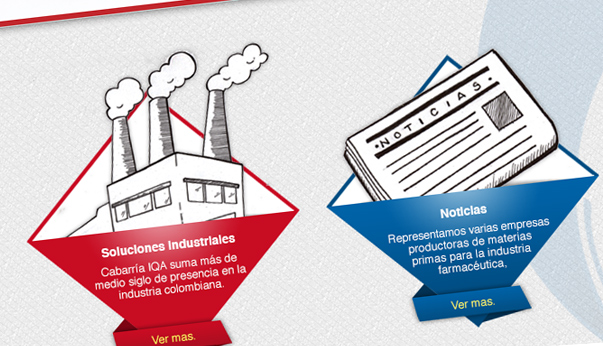 Soluciones Industriales
Cabarría IQA suma más de
medio siglo de presencia en la
industria colombiana.
Ver mas.
•NOTICIAS•
Noticias
Representamos varias empresas
productoras de materias
primas para la industria
farmacéutica,
Ver mas.